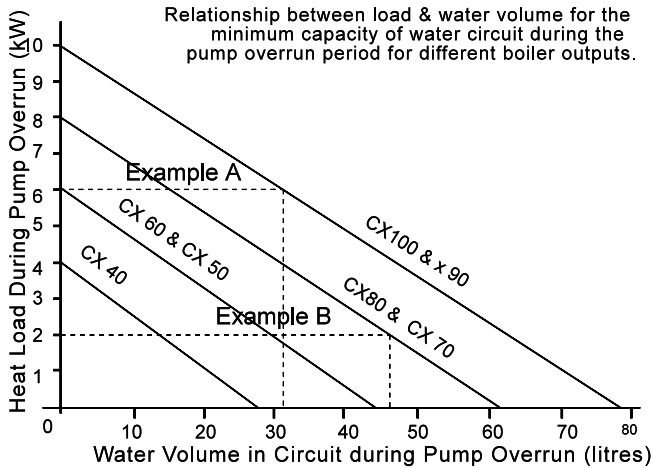 Relationship between load & water volume for the
minimum capacity of water circuit during the
pump overrun period for different boiler outputs.
Heat Load During Pump Overrun (kW)
10
9
8
7
6
5
4
3
2
1
Example A
CX 60 & CX 50
CX 40
CX100 & x 90
CX80 & CX 70
Example B
0
10
20
30
40
50
60
70
80
Water Volume in Circuit during Pump Overrun (litres)